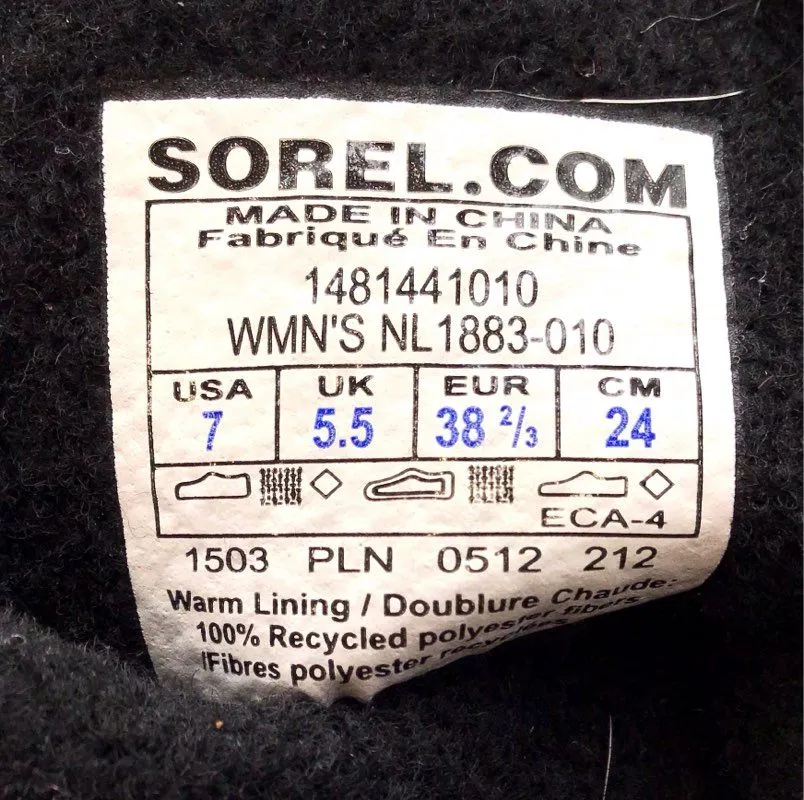 SOREL.COM
MADE IN CHINA
Fabriqué En Chine
1481441010
WMN'S NL1883-010
USA UK EUR CM
7 5.5 38 2/3 24
ECA-4
1503 PLN 0512 212
Warm Lining / Doublure Chaude:
100% Recycled polyester fibers
/Fibres polyester recyclées